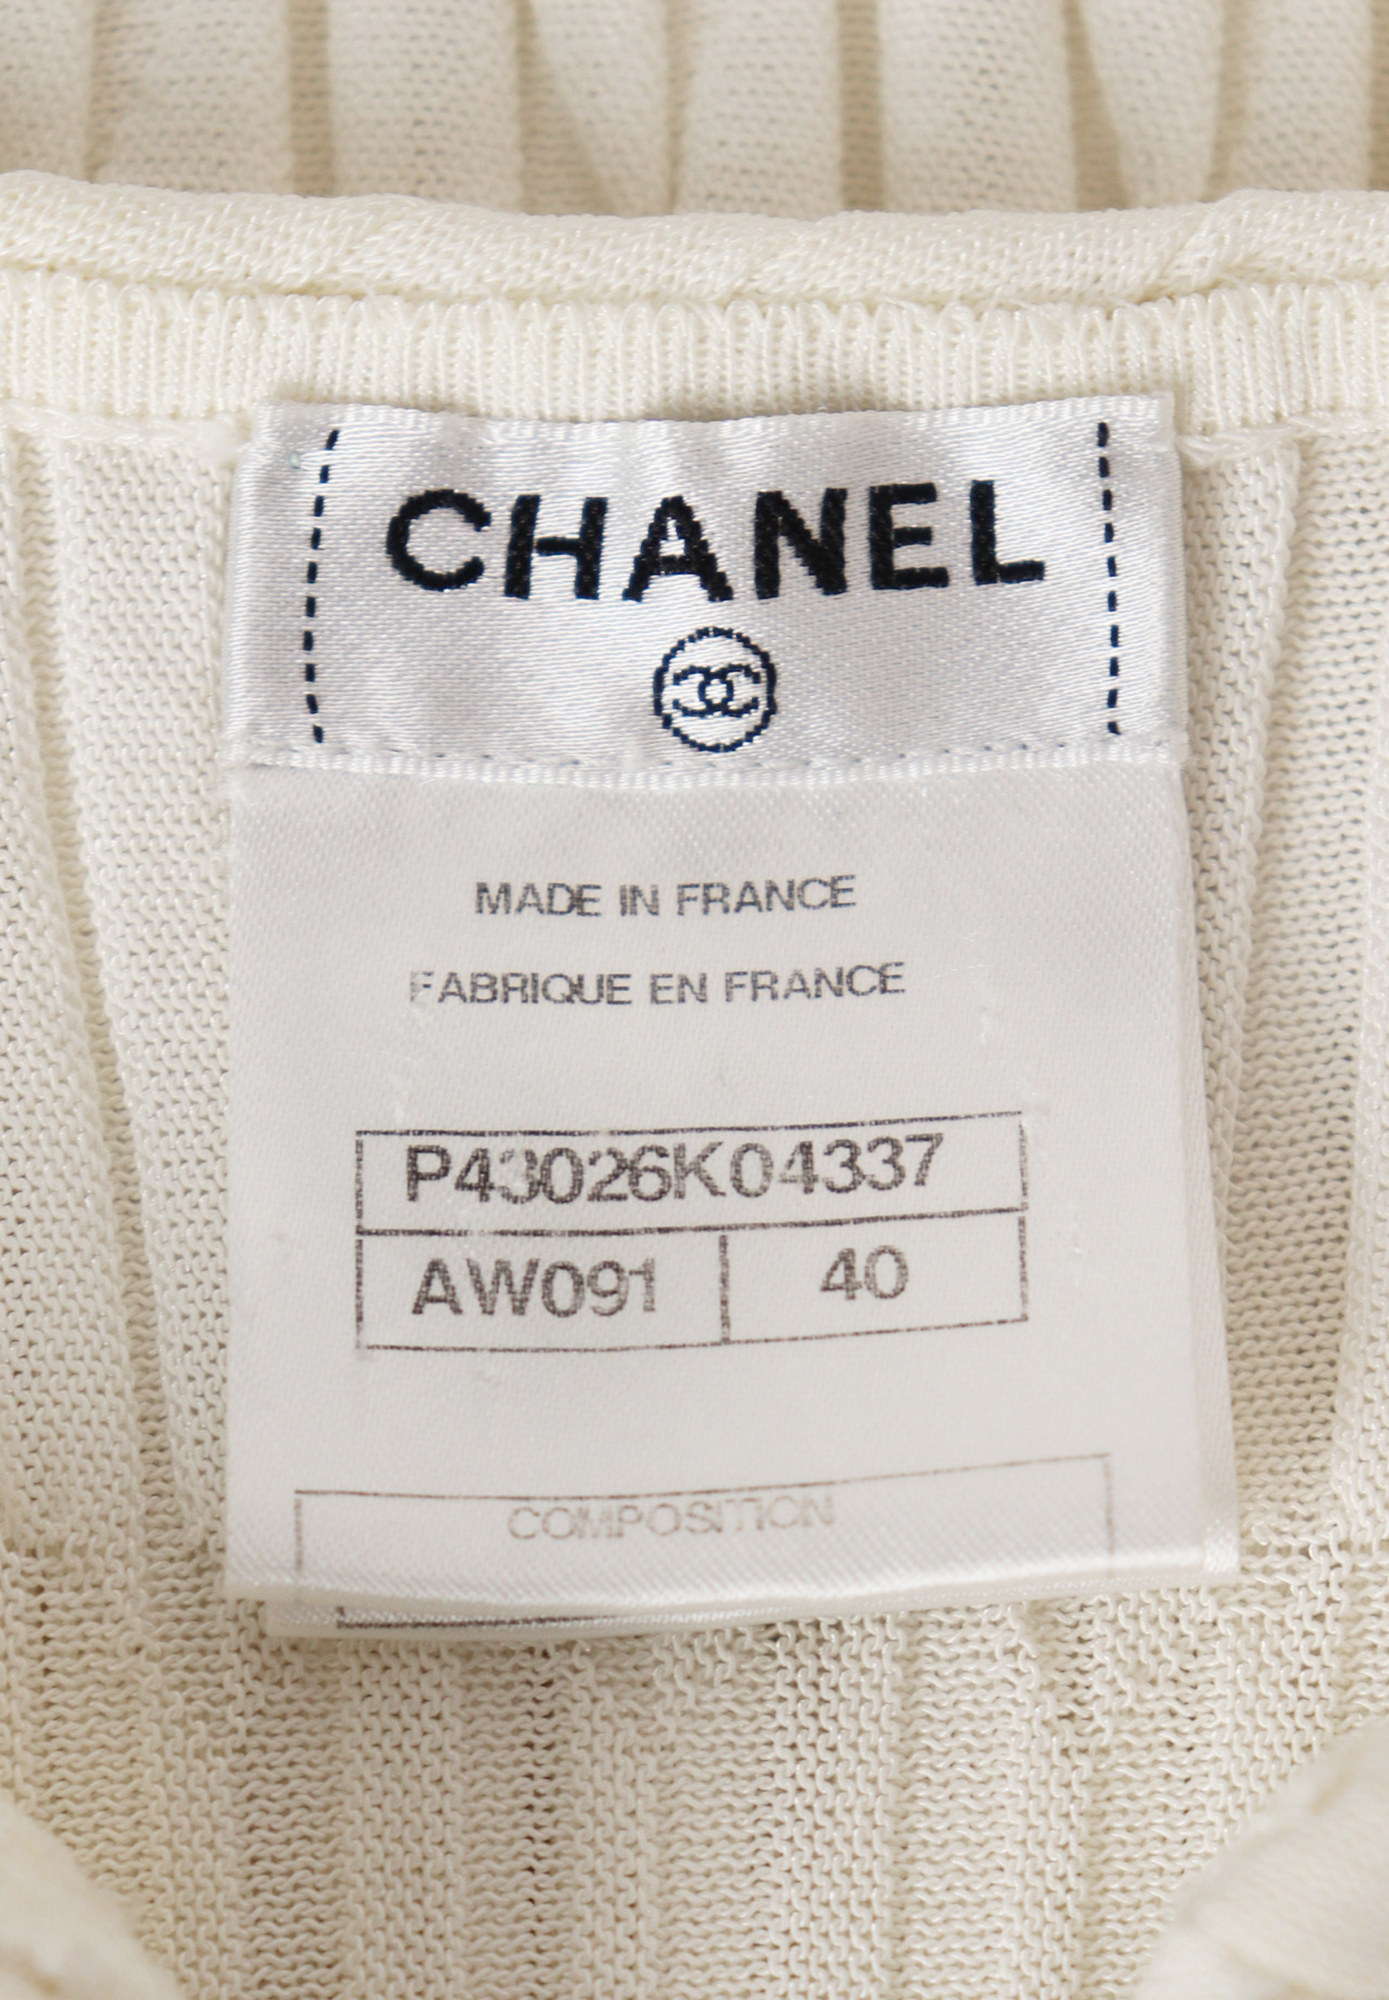 CHANEL
MADE IN FRANCE
FABRIQUE EN FRANCE
P43026K04337
AW091 40
COMPOSITION